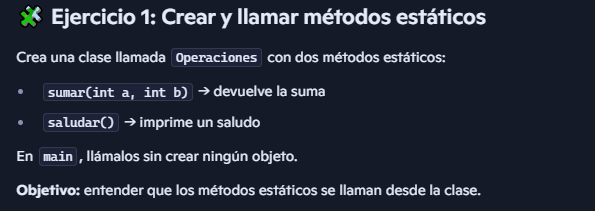 Ejercicio 1: Crear y llamar métodos estáticos
Crea una clase llamada Operaciones con dos métodos estáticos:
• sumar(int a, int b) → devuelve la suma
• saludar() → imprime un saludo
En main, llámalos sin crear ningún objeto.
Objetivo: entender que los métodos estáticos se llaman desde la clase.